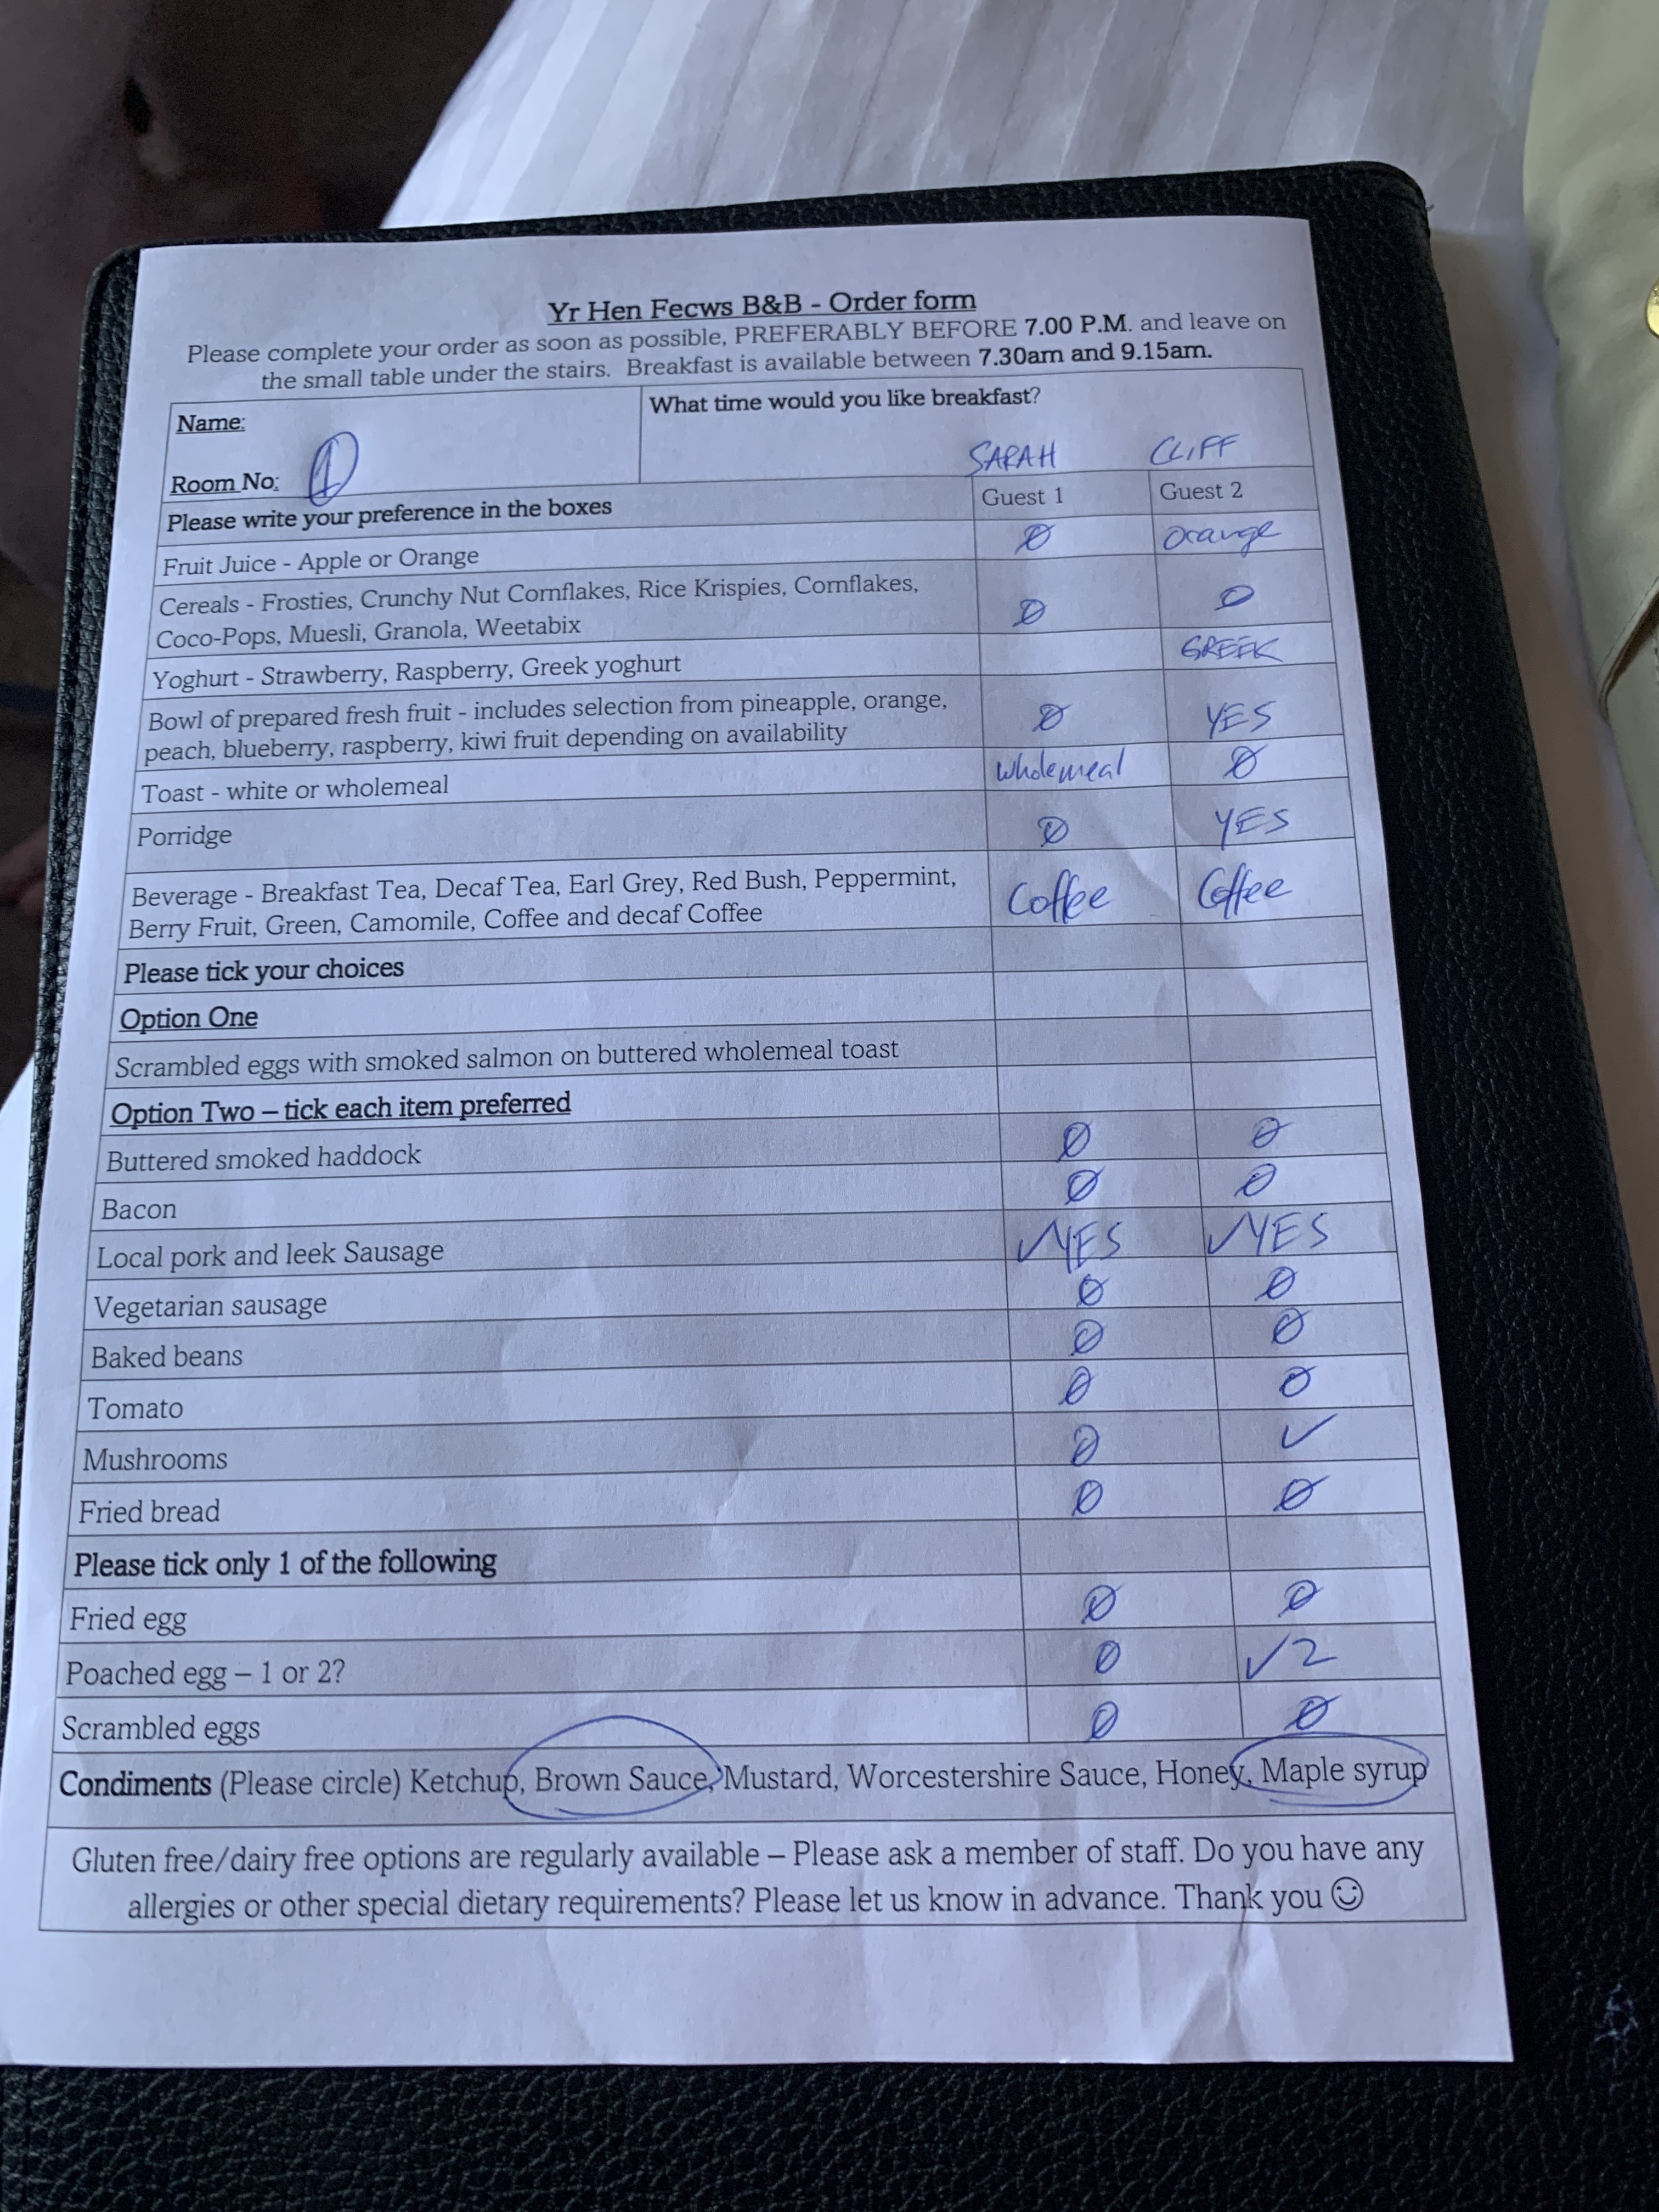 Yr Hen Fecws B&B - Order form
Please complete your order as soon as possible, PREFERABLY BEFORE 7.00 P.M. and leave on
the small table under the stairs. Breakfast is available between 7.30am and 9.15am.
Name:
What time would you like breakfast?
SARAH CLIFF
Room No: 1
Please write your preference in the boxes Guest 1 Guest 2
Fruit Juice - Apple or Orange Ø Orange
Cereals - Frosties, Crunchy Nut Cornflakes, Rice Krispies, Cornflakes,
Coco-Pops, Muesli, Granola, Weetabix Ø Ø
Yoghurt - Strawberry, Raspberry, Greek yoghurt GREEK
Bowl of prepared fresh fruit - includes selection from pineapple, orange,
peach, blueberry, raspberry, kiwi fruit depending on availability Ø YES
Toast - white or wholemeal wholemeal Ø
Porridge Ø YES
Beverage - Breakfast Tea, Decaf Tea, Earl Grey, Red Bush, Peppermint,
Berry Fruit, Green, Camomile, Coffee and decaf Coffee Coffee Coffee
Please tick your choices
Option One
Scrambled eggs with smoked salmon on buttered wholemeal toast
Option Two – tick each item preferred
Buttered smoked haddock Ø Ø
Bacon Ø Ø
Local pork and leek Sausage ✓YES ✓YES
Vegetarian sausage Ø Ø
Baked beans Ø Ø
Tomato Ø Ø
Mushrooms Ø ✓
Fried bread Ø Ø
Please tick only 1 of the following
Fried egg Ø Ø
Poached egg – 1 or 2? Ø ✓2
Scrambled eggs Ø Ø
Condiments (Please circle) Ketchup, Brown Sauce, Mustard, Worcestershire Sauce, Honey, Maple syrup
Gluten free/dairy free options are regularly available – Please ask a member of staff. Do you have any
allergies or other special dietary requirements? Please let us know in advance. Thank you ☺